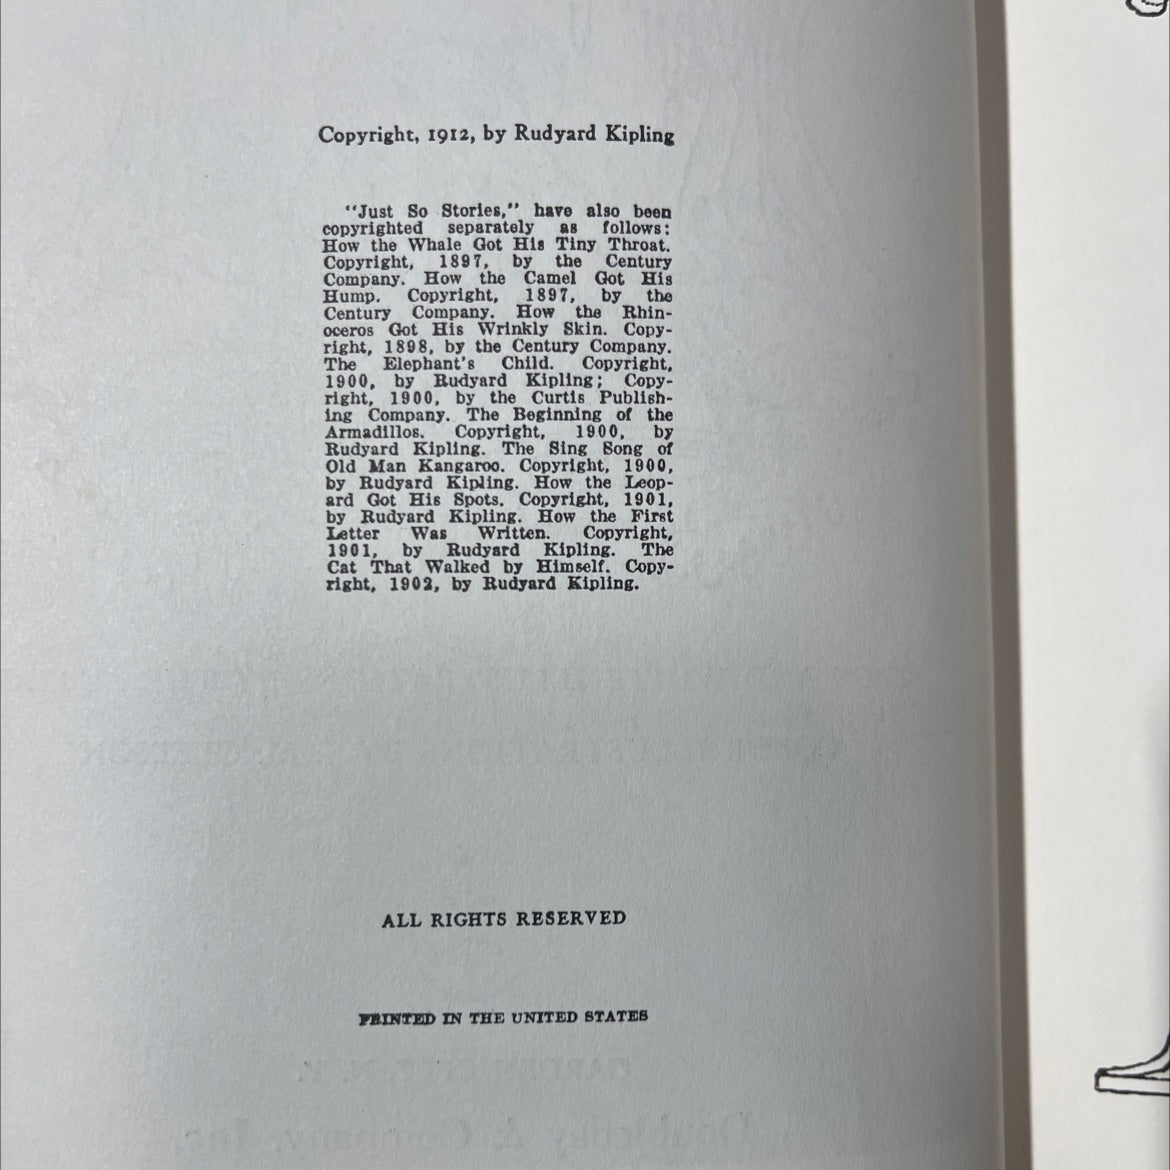 Copyright, 1912, by Rudyard Kipling
"Just So Stories," have also been
copyrighted separately as follows:
How the Whale Got His Tiny Throat.
Copyright, 1897, by the Century
Company. How the Camel Got His
Hump. Copyright, 1897, by the
Century Company. How the Rhin-
oceros Got His Wrinkly Skin. Copy-
right, 1898, by the Century Company.
The Elephant's Child. Copyright,
1900, by Rudyard Kipling; Copy-
right, 1900, by the Curtis Publish-
ing Company. The Beginning of the
Armadillos. Copyright, 1900, by
Rudyard Kipling. The Sing Song of
Old Man Kangaroo. Copyright, 1900,
by Rudyard Kipling. How the Leop-
ard Got His Spots. Copyright, 1901,
by Rudyard Kipling. How the First
Letter Was Written. Copyright,
1901, by Rudyard Kipling. The
Cat That Walked by Himself. Copy-
right, 1902, by Rudyard Kipling.
ALL RIGHTS RESERVED
PRINTED IN THE UNITED STATES